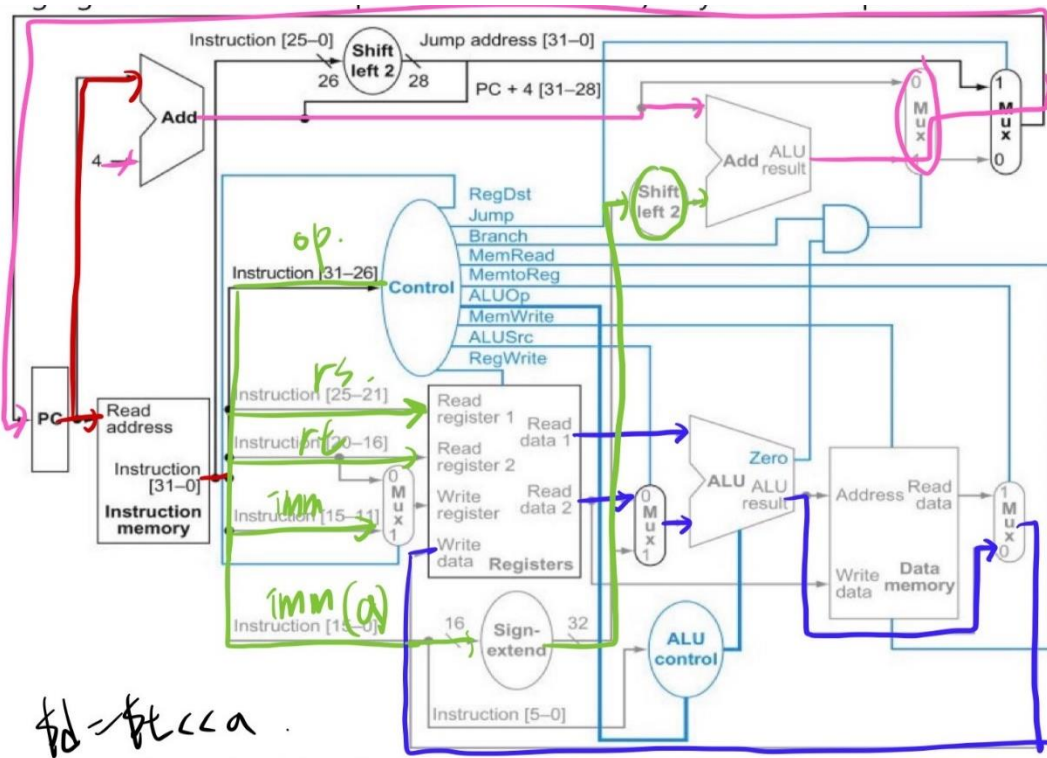 Instruction [25–0]
Shift
left 2
Jump address [31–0]
26
28
PC + 4 [31–28]
Add
4
0
M
u
x
1
1
M
u
x
0
Add
ALU
result
Shift
left 2
RegDst
Jump
Branch
MemRead
MemtoReg
ALUOp
MemWrite
ALUSrc
RegWrite
op.
Instruction [31–26]
Control
PC
Read
address
Instruction
[31–0]
Instruction
memory
rs.
Instruction [25–21]
rt
Instruction [20–16]
imm
Instruction [15–11]
0
M
u
x
1
Read
register 1
Read
register 2
Write
register
Write
data
Read
data 1
Read
data 2
Registers
0
M
u
x
1
Zero
ALU
ALU
result
Address
Read
data
Write
data
Data
memory
1
M
u
x
0
imm(a)
Instruction [15–0]
16
Sign-
extend
32
ALU
control
Instruction [5–0]
$d=$t<<a.